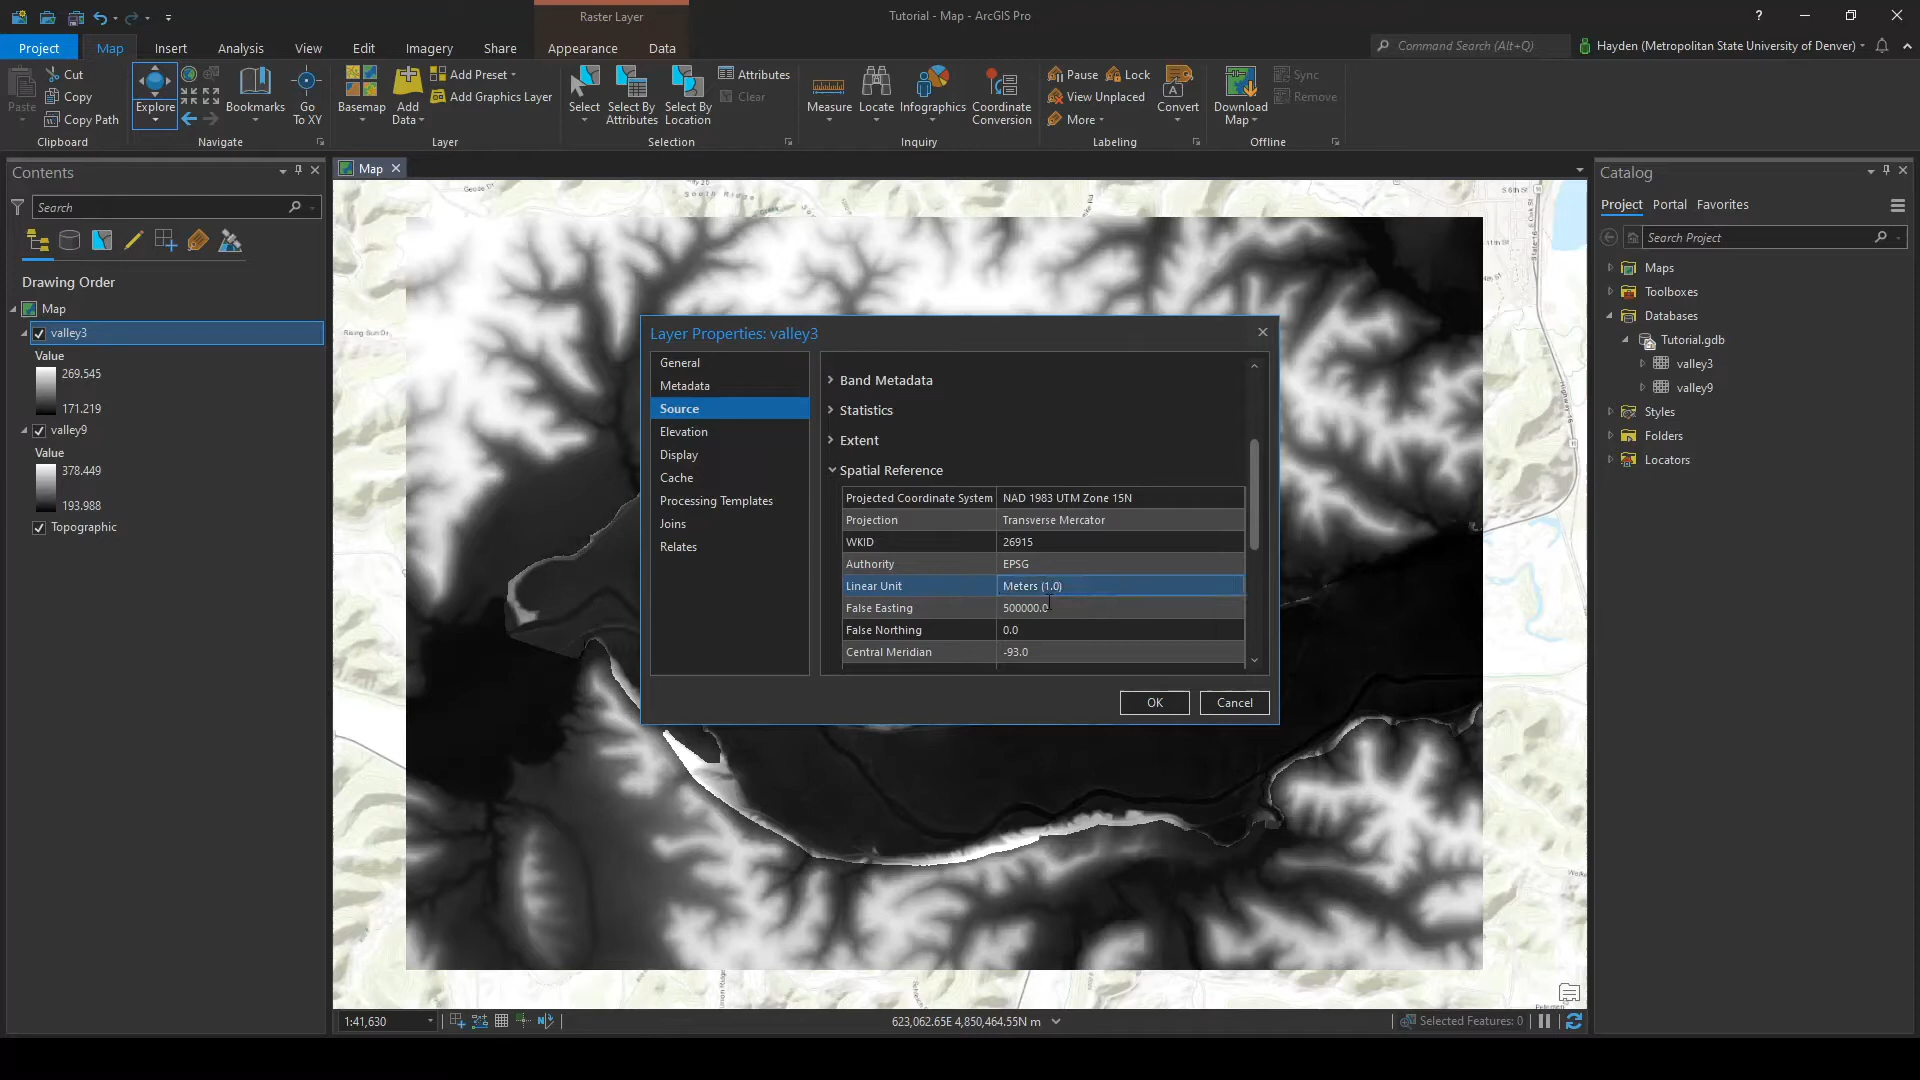 Raster Layer
Tutorial - Map - ArcGIS Pro
?
Project Map Insert Analysis View Edit Imagery Share Appearance Data
Command Search (Alt+Q)
Hayden (Metropolitan State University of Denver)
Paste
Cut
Copy
Copy Path
Clipboard
Explore
Bookmarks
Go To XY
Navigate
Basemap
Add Data
Add Preset
Add Graphics Layer
Layer
Select
Select By Attributes
Select By Location
Attributes
Clear
Selection
Measure
Locate
Infographics
Coordinate Conversion
Inquiry
Pause
Lock
View Unplaced
More
Convert
Labeling
Download Map
Sync
Remove
Offline
Contents
Search
Drawing Order
Map
valley3
Value
269.545
171.219
valley9
Value
378.449
193.988
Topographic
Map
South Ridge
Rising Sun Dr
S 6th St
Highway 16
Layer Properties: valley3
General
Metadata
Source
Elevation
Display
Cache
Processing Templates
Joins
Relates
Band Metadata
Statistics
Extent
Spatial Reference
Projected Coordinate System NAD 1983 UTM Zone 15N
Projection Transverse Mercator
WKID 26915
Authority EPSG
Linear Unit Meters (1.0)
False Easting 500000.0
False Northing 0.0
Central Meridian -93.0
OK
Cancel
1:41,630
623,062.65E 4,850,464.55N m
Selected Features: 0
Catalog
Project Portal Favorites
Search Project
Maps
Toolboxes
Databases
Tutorial.gdb
valley3
valley9
Styles
Folders
Locators